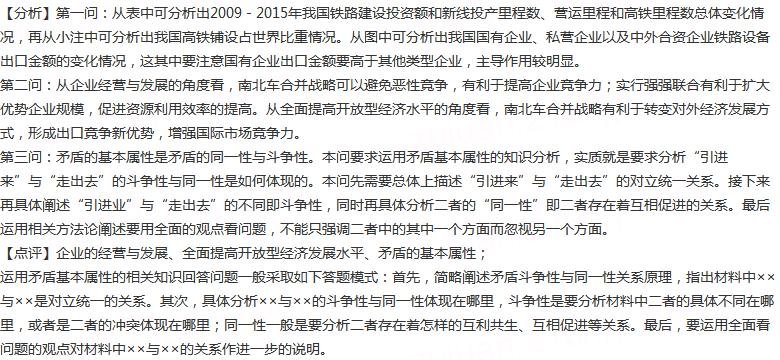 【分析】第一问：从表中可分析出2009－2015年我国铁路建设投资额和新线投产里程数、营运里程和高铁里程数总体变化情
况，再从小注中可分析出我国高铁铺设占世界比重情况。从图中可分析出我国国有企业、私营企业以及中外合资企业铁路设备
出口金额的变化情况，这其中要注意国有企业出口金额要高于其他类型企业，主导作用较明显。
第二问：从企业经营与发展的角度看，南北车合并战略可以避免恶性竞争，有利于提高企业竞争力；实行强强联合有利于扩大
优势企业规模，促进资源利用效率的提高。从全面提高开放型经济水平的角度看，南北车合并战略有利于转变对外经济发展方
式，形成出口竞争新优势，增强国际市场竞争力。
第三问：矛盾的基本属性是矛盾的同一性与斗争性。本问要求运用矛盾基本属性的知识分析，实质就是要求分析“引进
来”与“走出去”的斗争性与同一性是如何体现的。本问先需要总体上描述“引进来”与“走出去”的对立统一关系。接下来
再具体阐述“引进业”与“走出去”的不同即斗争性，同时再具体分析二者的“同一性”即二者存在着互相促进的关系。最后
运用相关方法论阐述要用全面的观点看问题，不能只强调二者中的其中一个方面而忽视另一个方面。
【点评】企业的经营与发展、全面提高开放型经济发展水平、矛盾的基本属性；
运用矛盾基本属性的相关知识回答问题一般采取如下答题模式：首先，简略阐述矛盾斗争性与同一性关系原理，指出材料中××
与××是对立统一的关系。其次，具体分析××与××的斗争性与同一性体现在哪里，斗争性是要分析材料中二者的具体不同在哪
里，或者是二者的冲突体现在哪里；同一性一般是要分析二者存在着怎样的互利共生、互相促进等关系。最后，要运用全面看
问题的观点对材料中××与××的关系作进一步的说明。